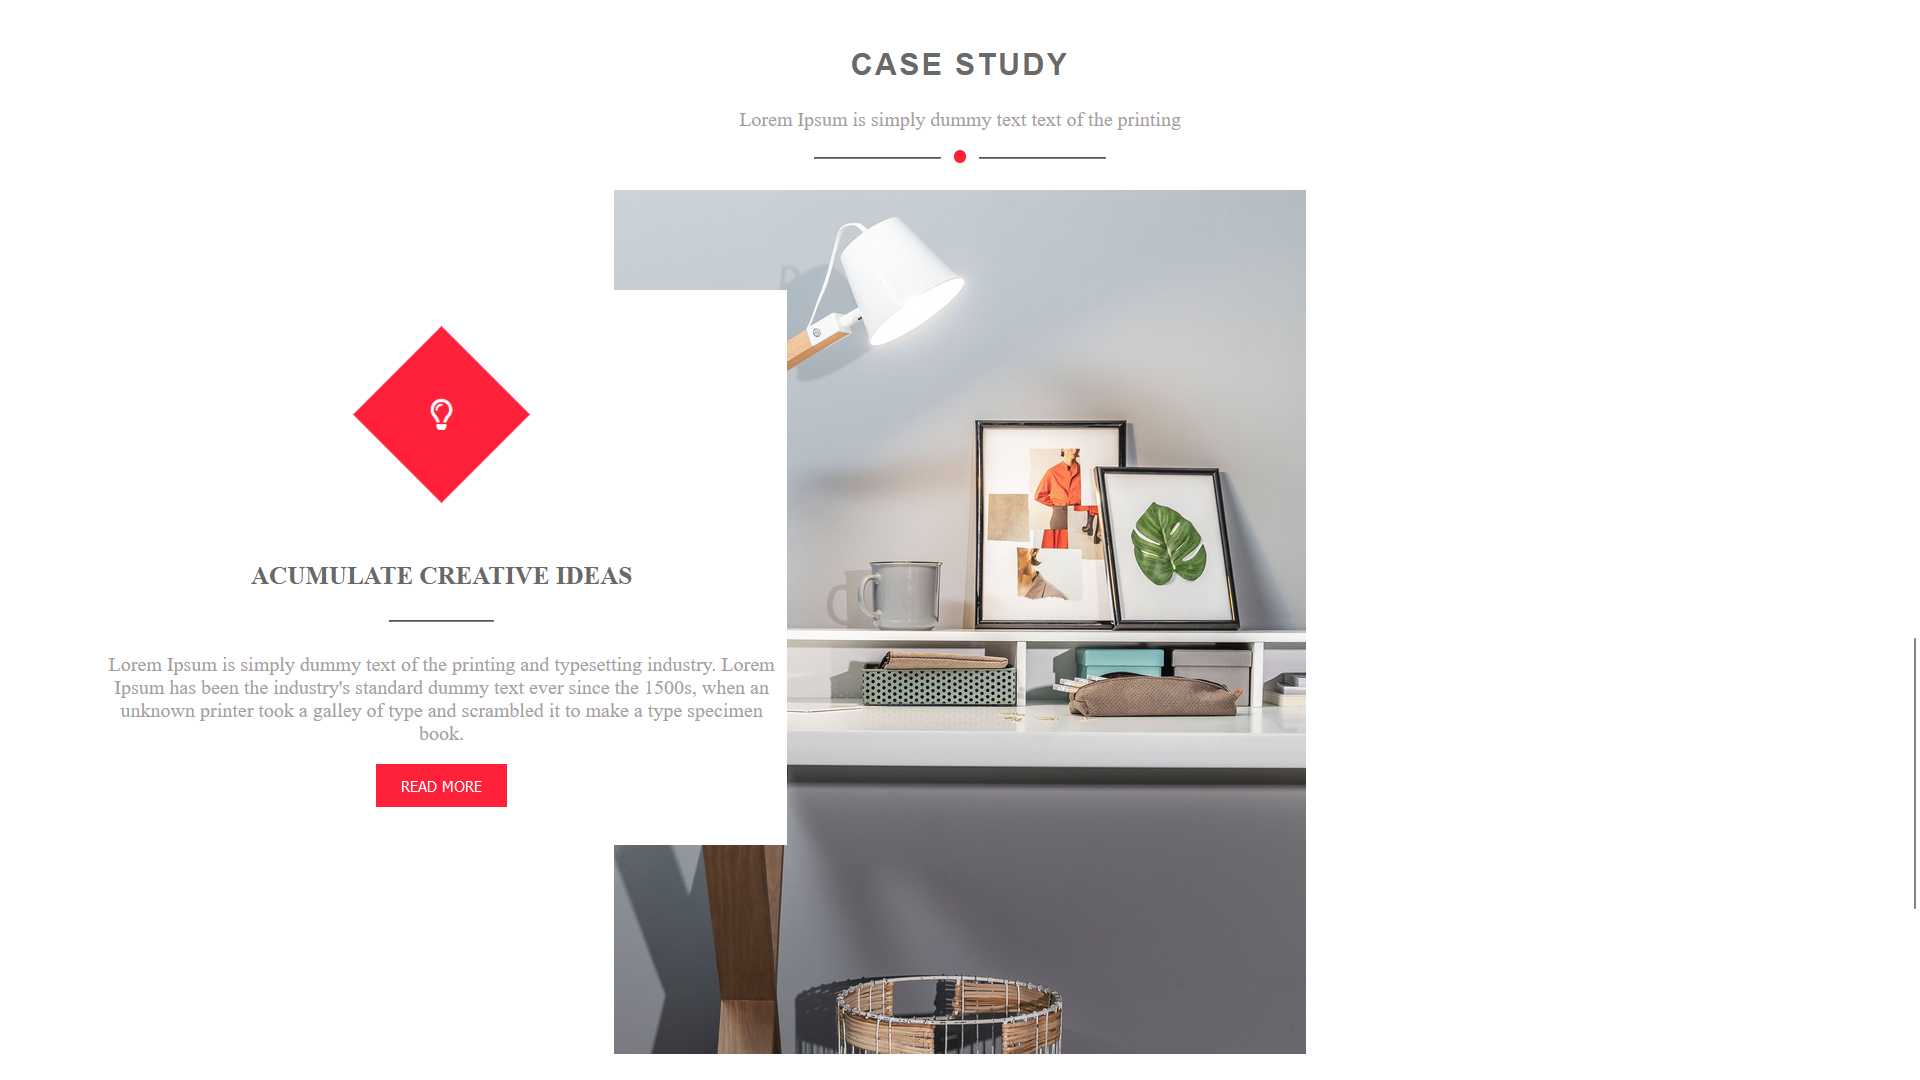 CASE STUDY
Lorem Ipsum is simply dummy text text of the printing
ACUMULATE CREATIVE IDEAS
Lorem Ipsum is simply dummy text of the printing and typesetting industry. Lorem
Ipsum has been the industry's standard dummy text ever since the 1500s, when an
unknown printer took a galley of type and scrambled it to make a type specimen
book.
READ MORE